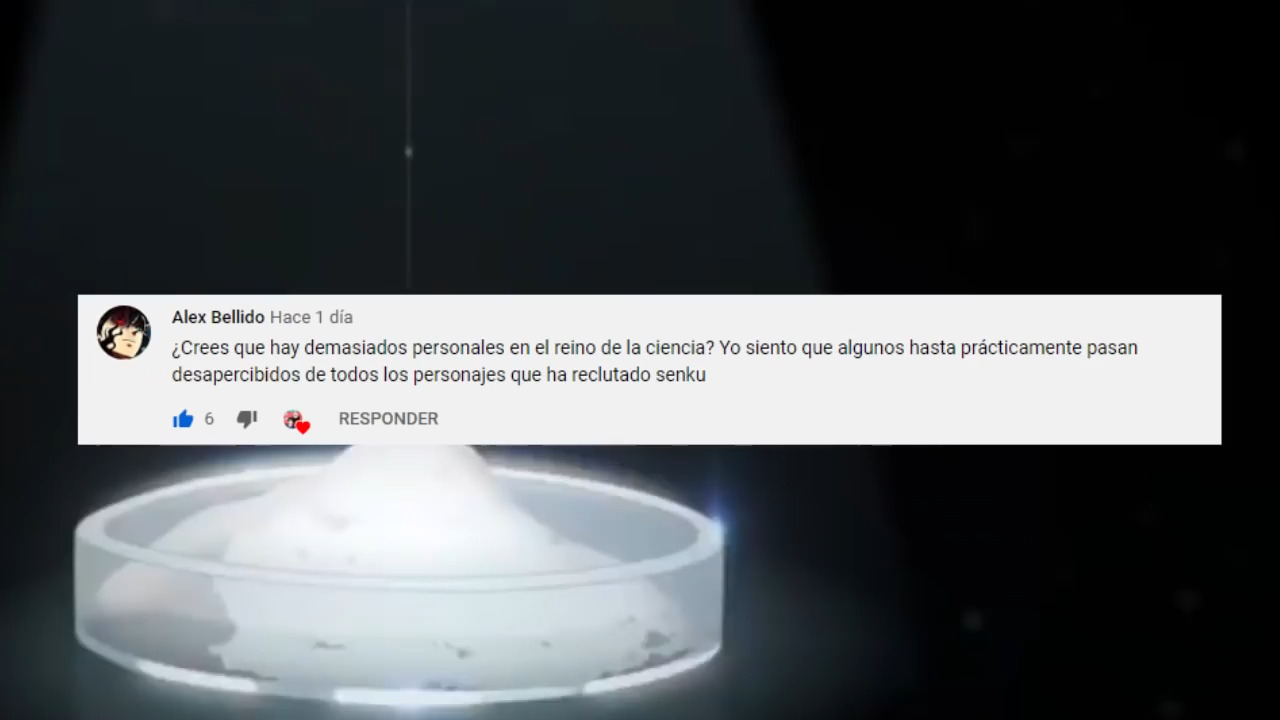 Alex Bellido Hace 1 día
¿Crees que hay demasiados personales en el reino de la ciencia? Yo siento que algunos hasta prácticamente pasan
desapercibidos de todos los personajes que ha reclutado senku
6 RESPONDER